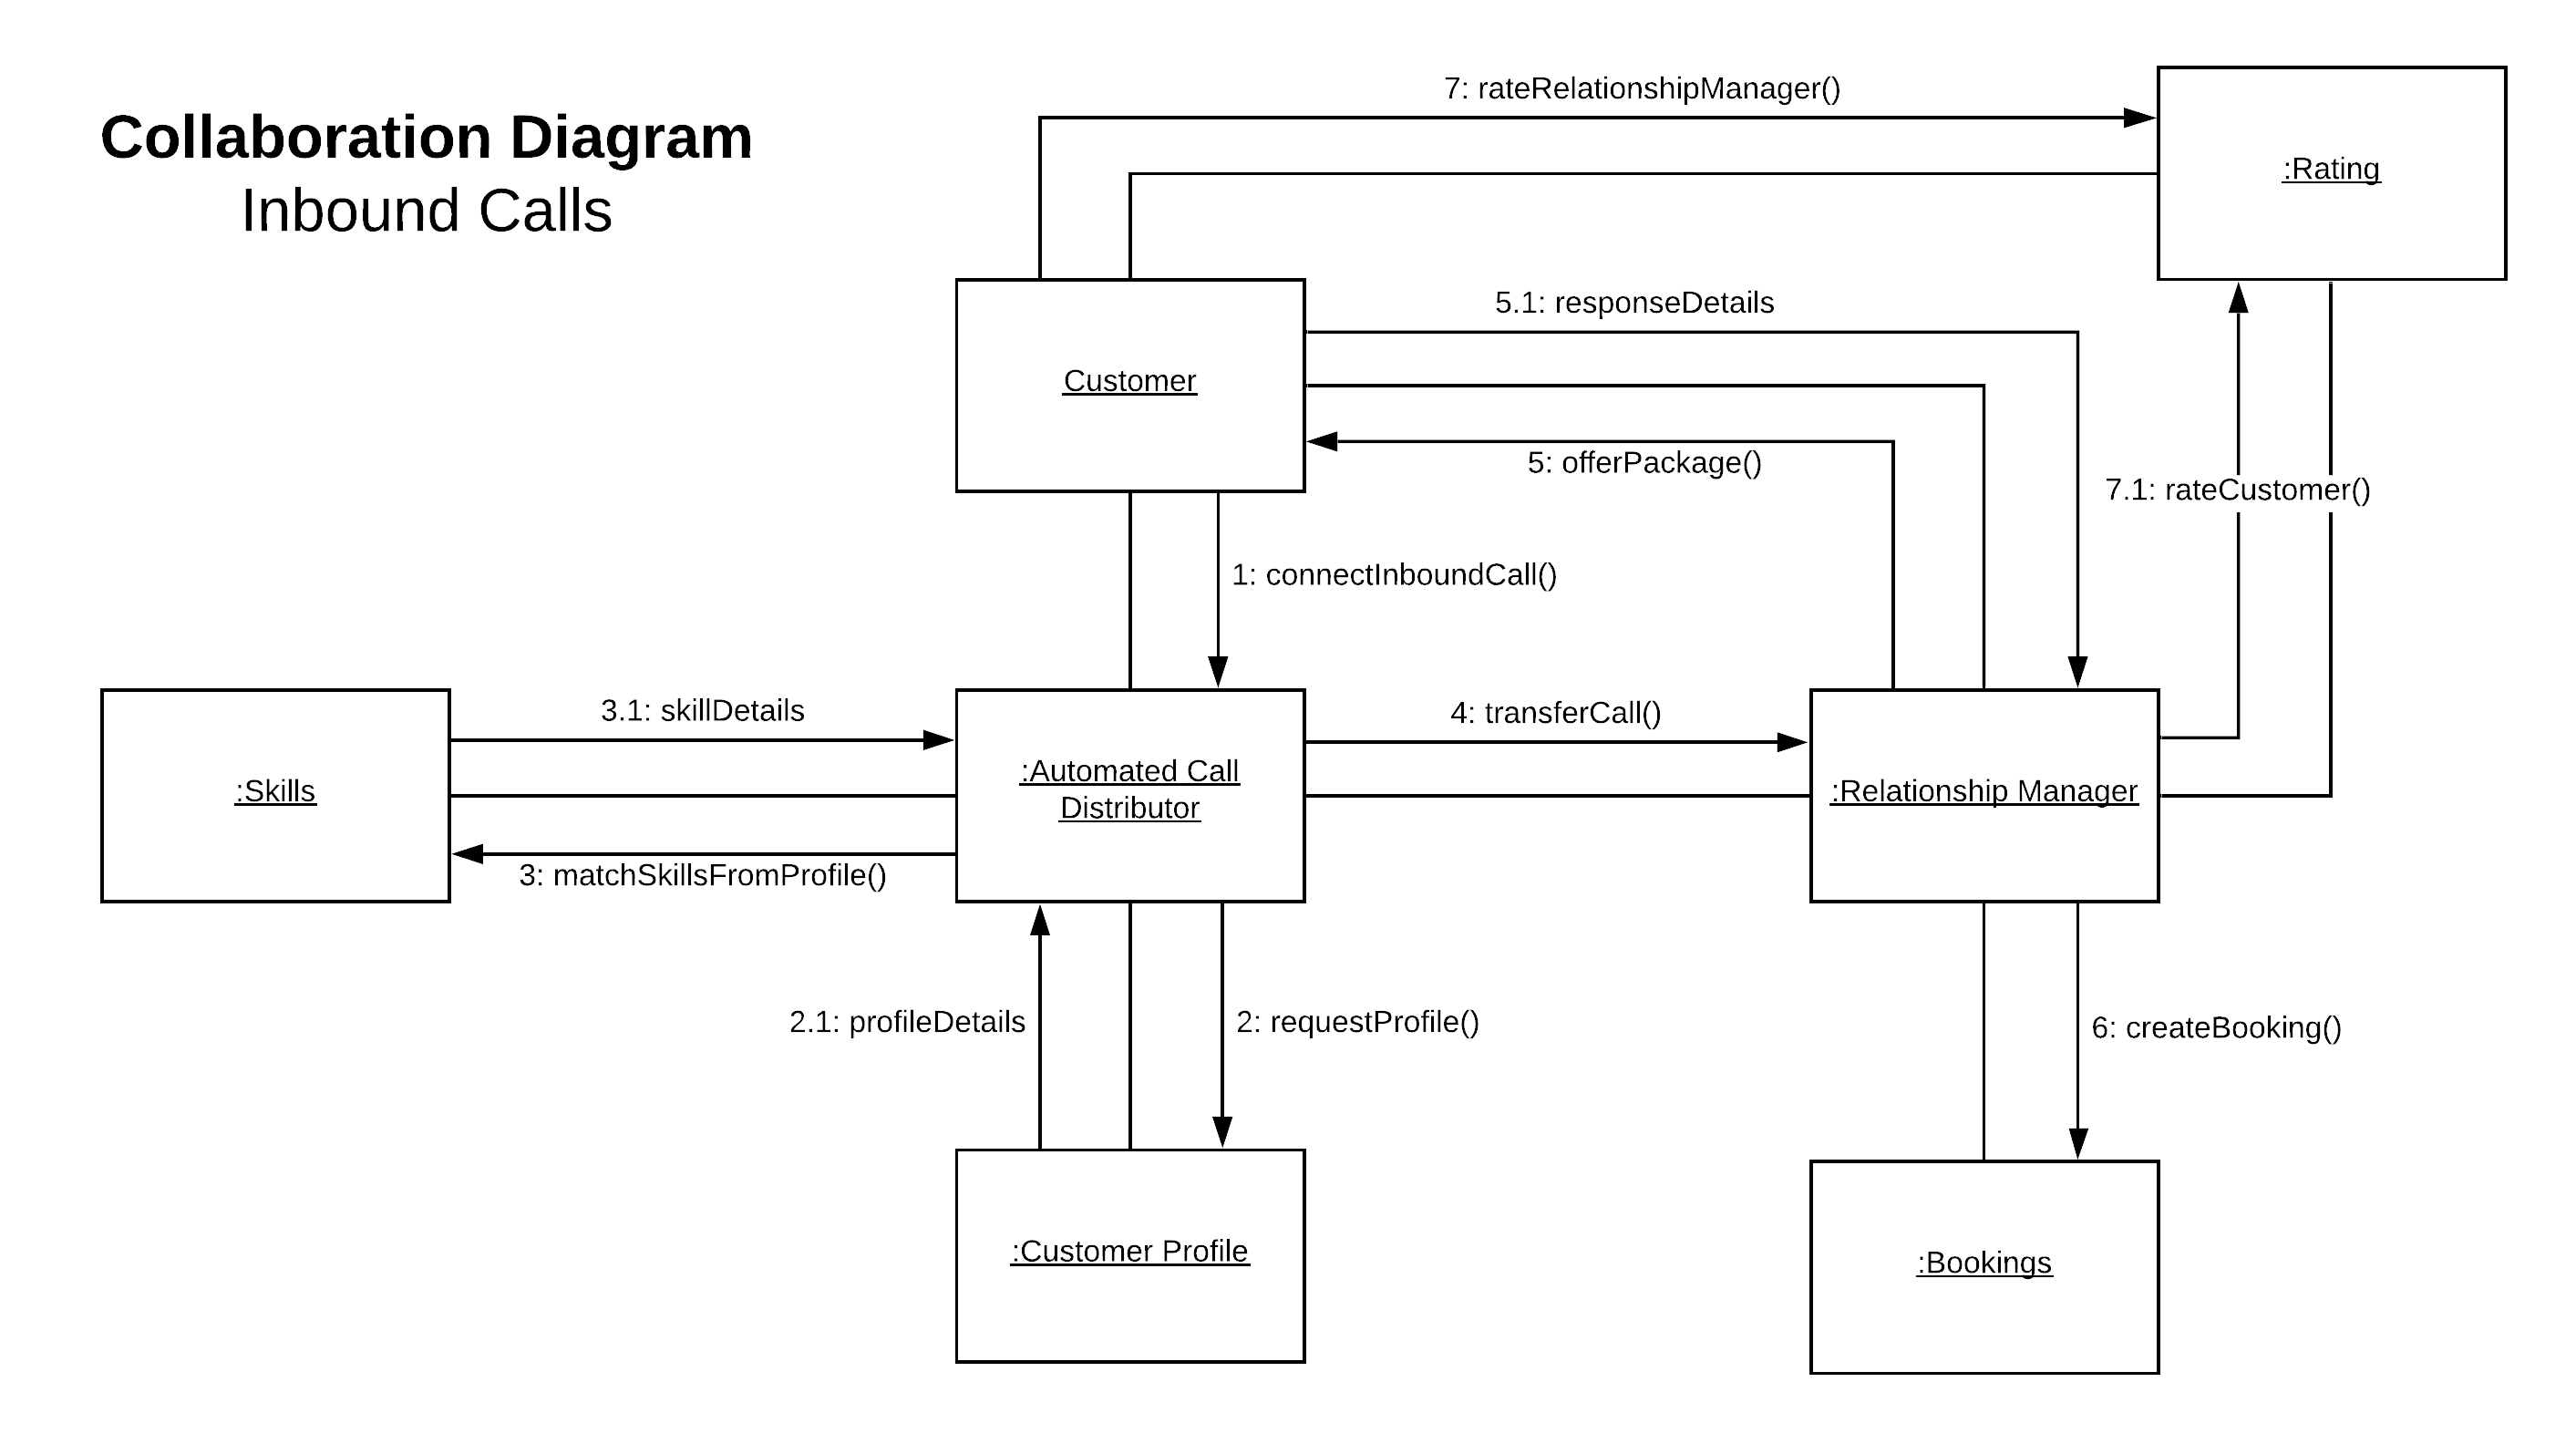 Collaboration Diagram
Inbound Calls
7: rateRelationshipManager()
:Rating
5.1: responseDetails
Customer
5: offerPackage()
7.1: rateCustomer()
1: connectInboundCall()
3.1: skillDetails
4: transferCall()
:Skills
:Automated Call
Distributor
:Relationship Manager
3: matchSkillsFromProfile()
2.1: profileDetails
2: requestProfile()
6: createBooking()
:Customer Profile
:Bookings